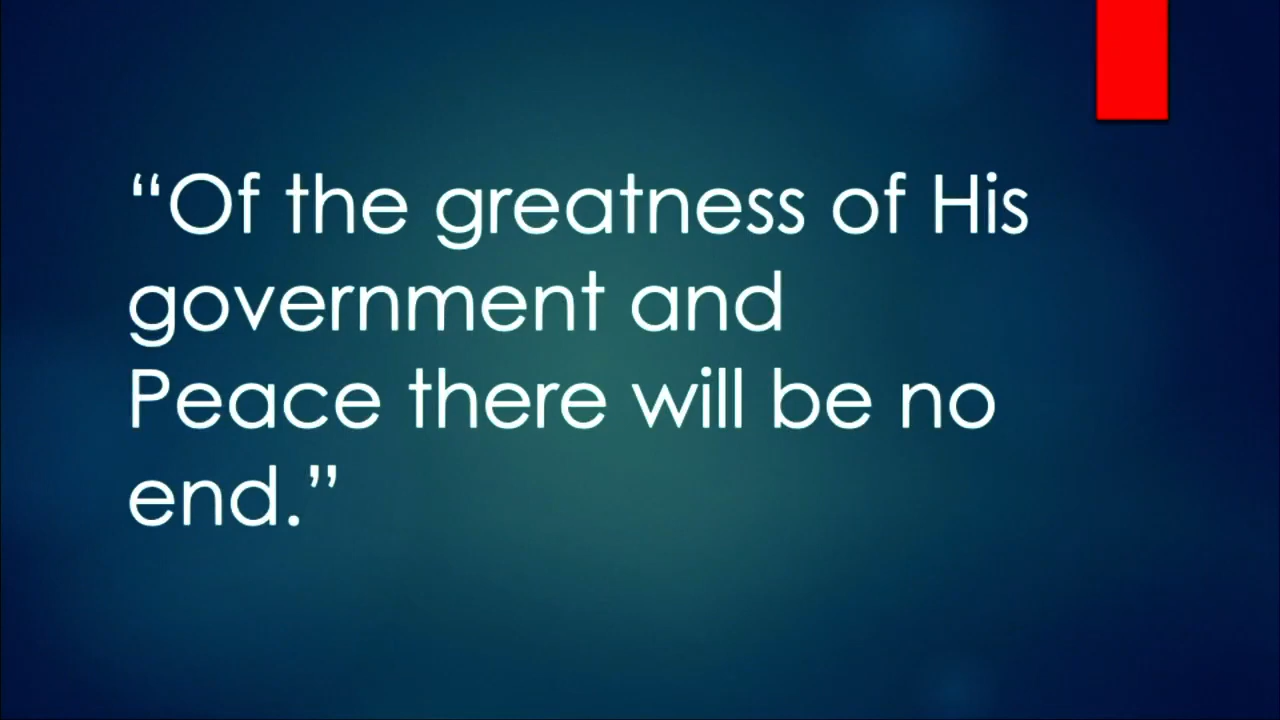 “Of the greatness of His
government and
Peace there will be no
end.”